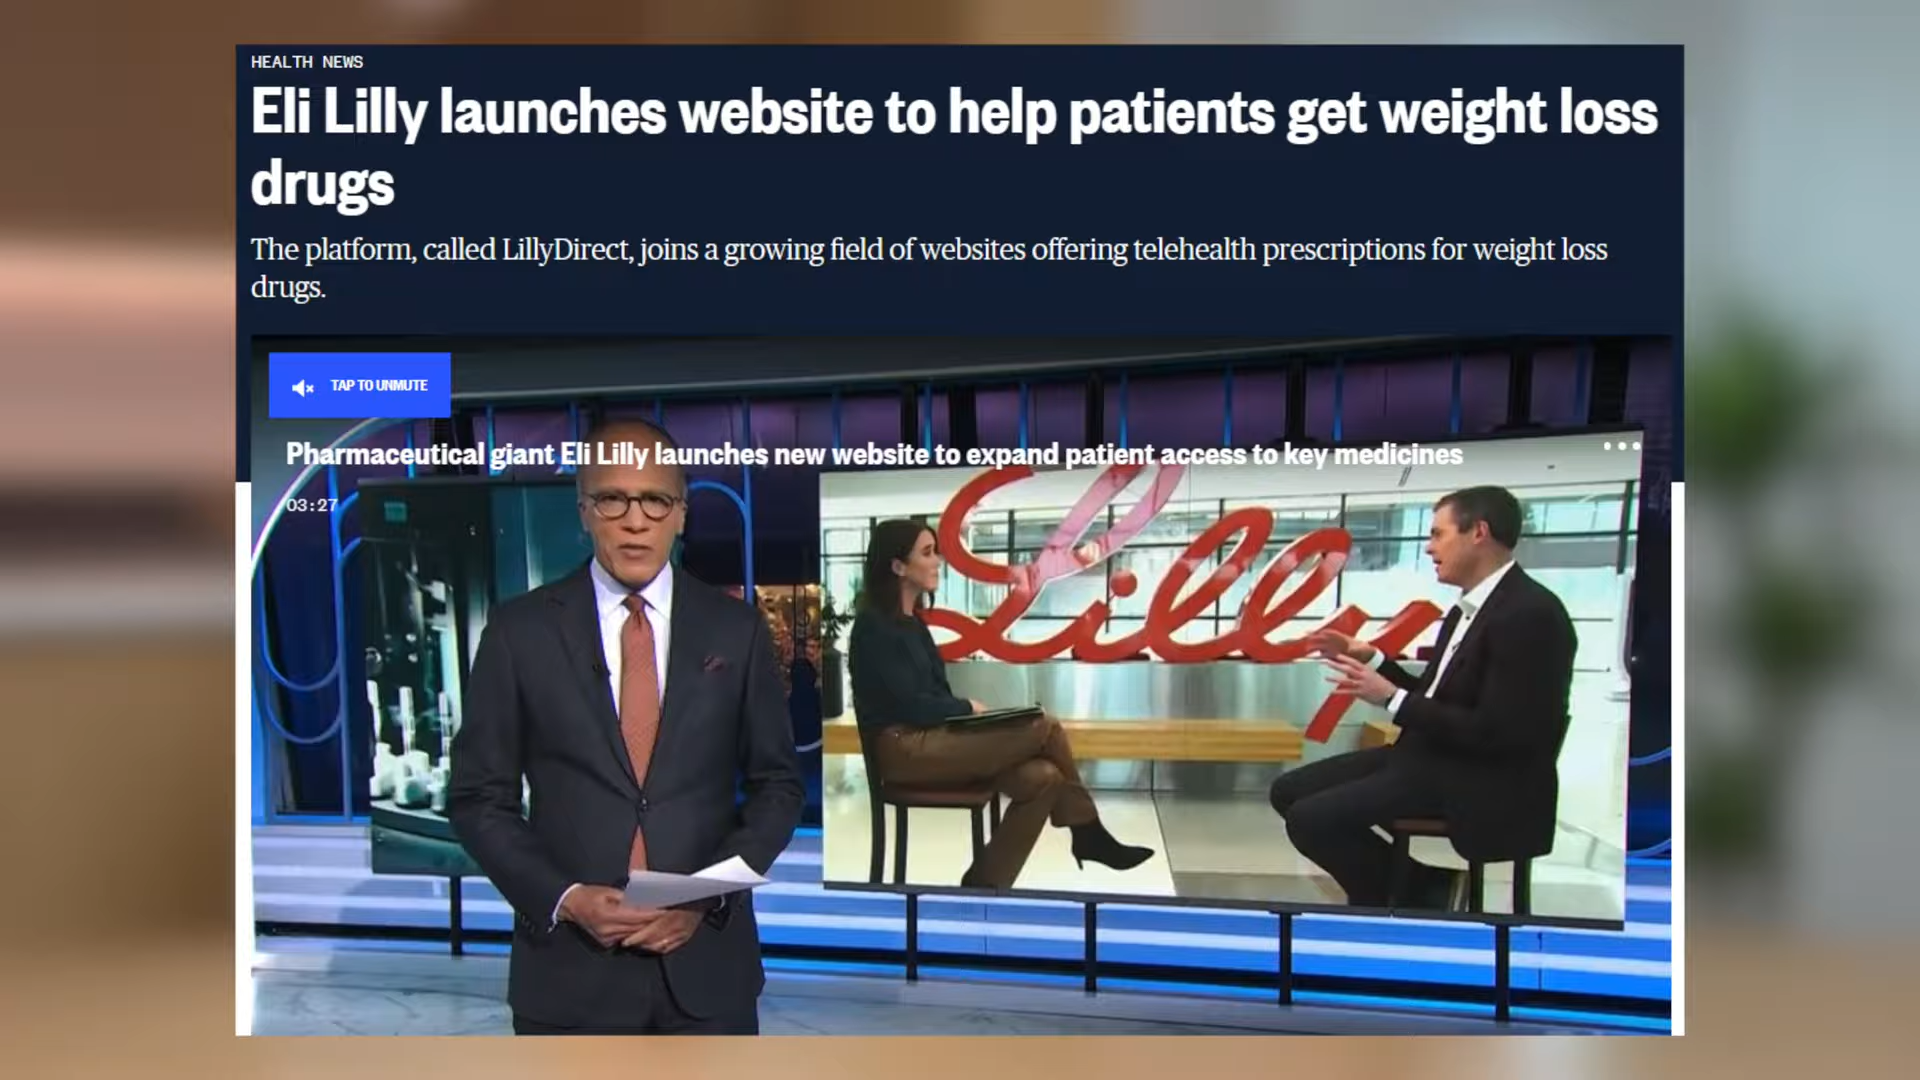 HEALTH NEWS
Eli Lilly launches website to help patients get weight loss
drugs
The platform, called LillyDirect, joins a growing field of websites offering telehealth prescriptions for weight loss
drugs.
TAP TO UNMUTE
Pharmaceutical giant Eli Lilly launches new website to expand patient access to key medicines
03:27
Lilly